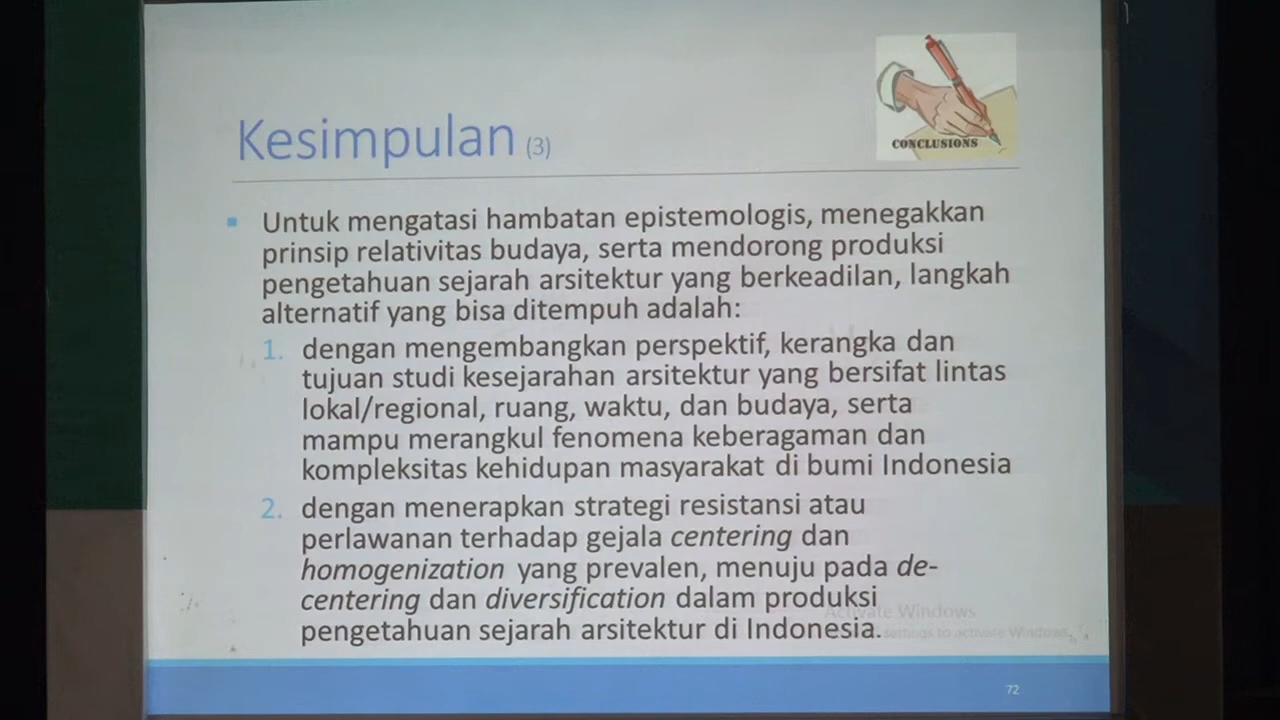 CONCLUSIONS
Kesimpulan (3)
▪ Untuk mengatasi hambatan epistemologis, menegakkan
prinsip relativitas budaya, serta mendorong produksi
pengetahuan sejarah arsitektur yang berkeadilan, langkah
alternatif yang bisa ditempuh adalah:
1. dengan mengembangkan perspektif, kerangka dan
tujuan studi kesejarahan arsitektur yang bersifat lintas
lokal/regional, ruang, waktu, dan budaya, serta
mampu merangkul fenomena keberagaman dan
kompleksitas kehidupan masyarakat di bumi Indonesia
2. dengan menerapkan strategi resistansi atau
perlawanan terhadap gejala centering dan
homogenization yang prevalen, menuju pada de-
centering dan diversification dalam produksi
pengetahuan sejarah arsitektur di Indonesia.
Activate Windows
settings to activate Windows.
72